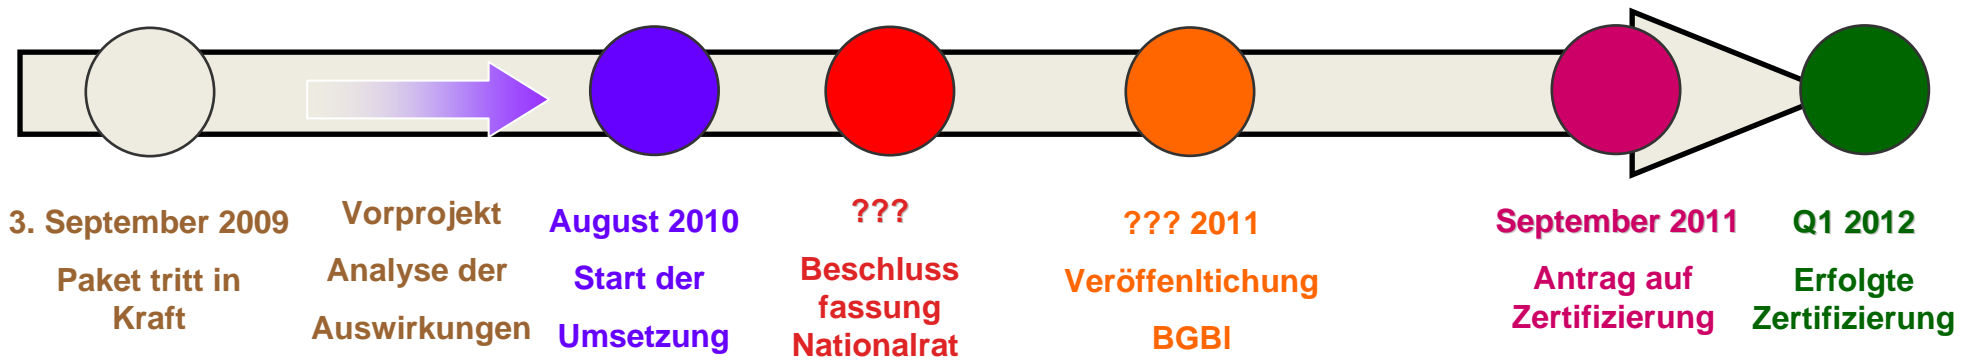 3. September 2009
Paket tritt in
Kraft
Vorprojekt
Analyse der
Auswirkungen
August 2010
Start der
Umsetzung
???
Beschluss
fassung
Nationalrat
??? 2011
Veröffenltichung
BGBl
September 2011
Antrag auf
Zertifizierung
Q1 2012
Erfolgte
Zertifizierung